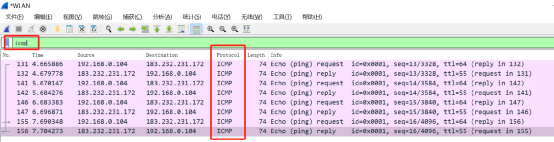 *WLAN
文件(F) 编辑(E) 视图(V) 跳转(G) 捕获(C) 分析(A) 统计(S) 电话(Y) 无线(W) 工具(T) 帮助(H)
icmp
No. Time Source Destination Protocol Length Info
131 4.665886 192.168.0.104 183.232.231.172 ICMP 74 Echo (ping) request id=0x0001, seq=13/3328, ttl=64 (reply in 132)
132 4.679778 183.232.231.172 192.168.0.104 ICMP 74 Echo (ping) reply id=0x0001, seq=13/3328, ttl=55 (request in 131)
141 5.670147 192.168.0.104 183.232.231.172 ICMP 74 Echo (ping) request id=0x0001, seq=14/3584, ttl=64 (reply in 142)
142 5.684276 183.232.231.172 192.168.0.104 ICMP 74 Echo (ping) reply id=0x0001, seq=14/3584, ttl=55 (request in 141)
146 6.683383 192.168.0.104 183.232.231.172 ICMP 74 Echo (ping) request id=0x0001, seq=15/3840, ttl=64 (reply in 147)
147 6.696871 183.232.231.172 192.168.0.104 ICMP 74 Echo (ping) reply id=0x0001, seq=15/3840, ttl=55 (request in 146)
155 7.690348 192.168.0.104 183.232.231.172 ICMP 74 Echo (ping) request id=0x0001, seq=16/4096, ttl=64 (reply in 156)
156 7.704273 183.232.231.172 192.168.0.104 ICMP 74 Echo (ping) reply id=0x0001, seq=16/4096, ttl=55 (request in 155)